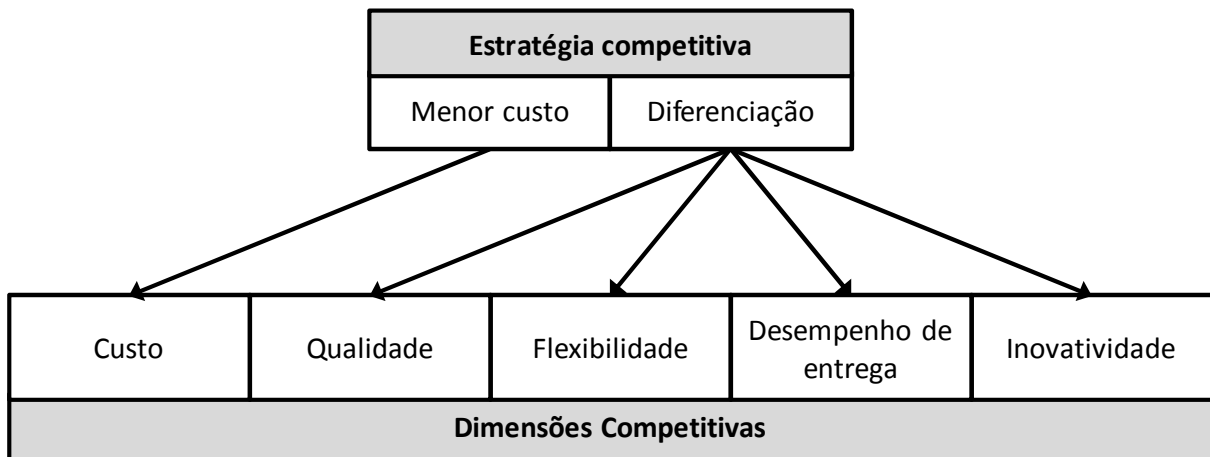 Estratégia competitiva
Menor custo
Diferenciação
Custo
Qualidade
Flexibilidade
Desempenho de
entrega
Inovatividade
Dimensões Competitivas